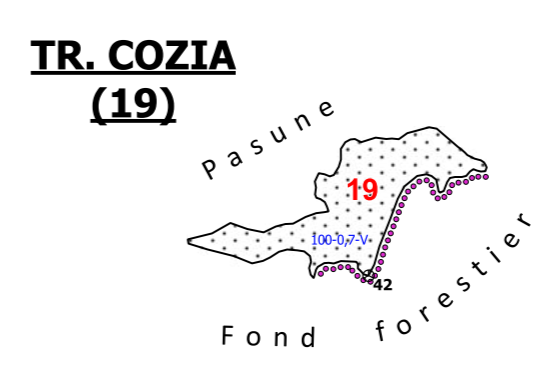 TR. COZIA
(19)
Pasune
19
100-0,7-V
42
Fond forestier